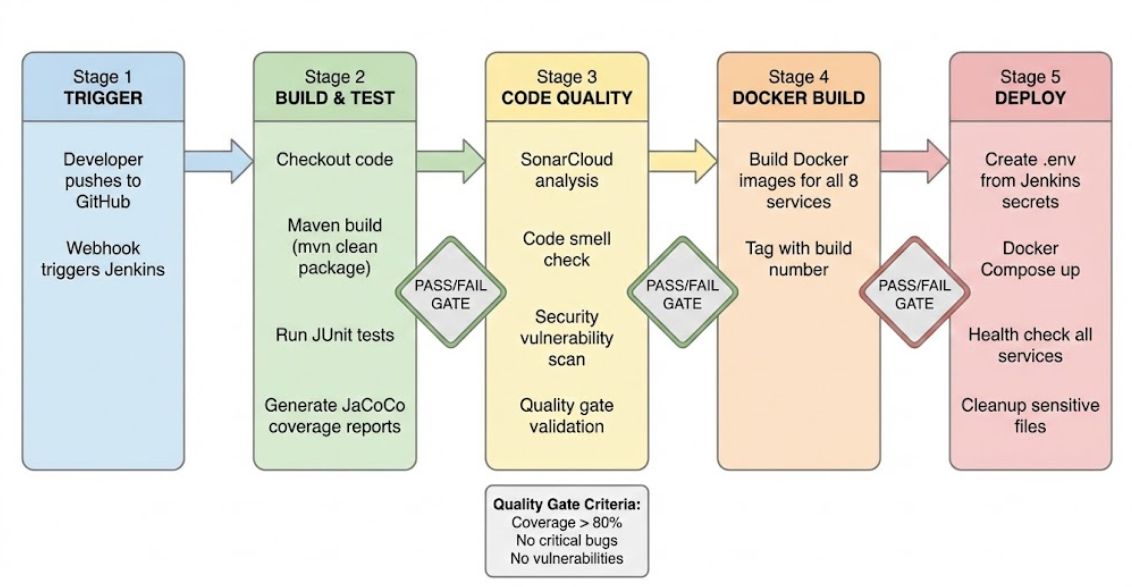 Stage 1
TRIGGER
Developer
pushes to
GitHub
Webhook
triggers Jenkins
Stage 2
BUILD & TEST
Checkout code
Maven build
(mvn clean
package)
Run JUnit tests
Generate JaCoCo
coverage reports
PASS/FAIL
GATE
Stage 3
CODE QUALITY
SonarCloud
analysis
Code smell
check
Security
vulnerability
scan
Quality gate
validation
PASS/FAIL
GATE
Stage 4
DOCKER BUILD
Build Docker
images for all 8
services
Tag with build
number
PASS/FAIL
GATE
Stage 5
DEPLOY
Create .env
from Jenkins
secrets
Docker
Compose up
Health check all
services
Cleanup sensitive
files
Quality Gate Criteria:
Coverage > 80%
No critical bugs
No vulnerabilities